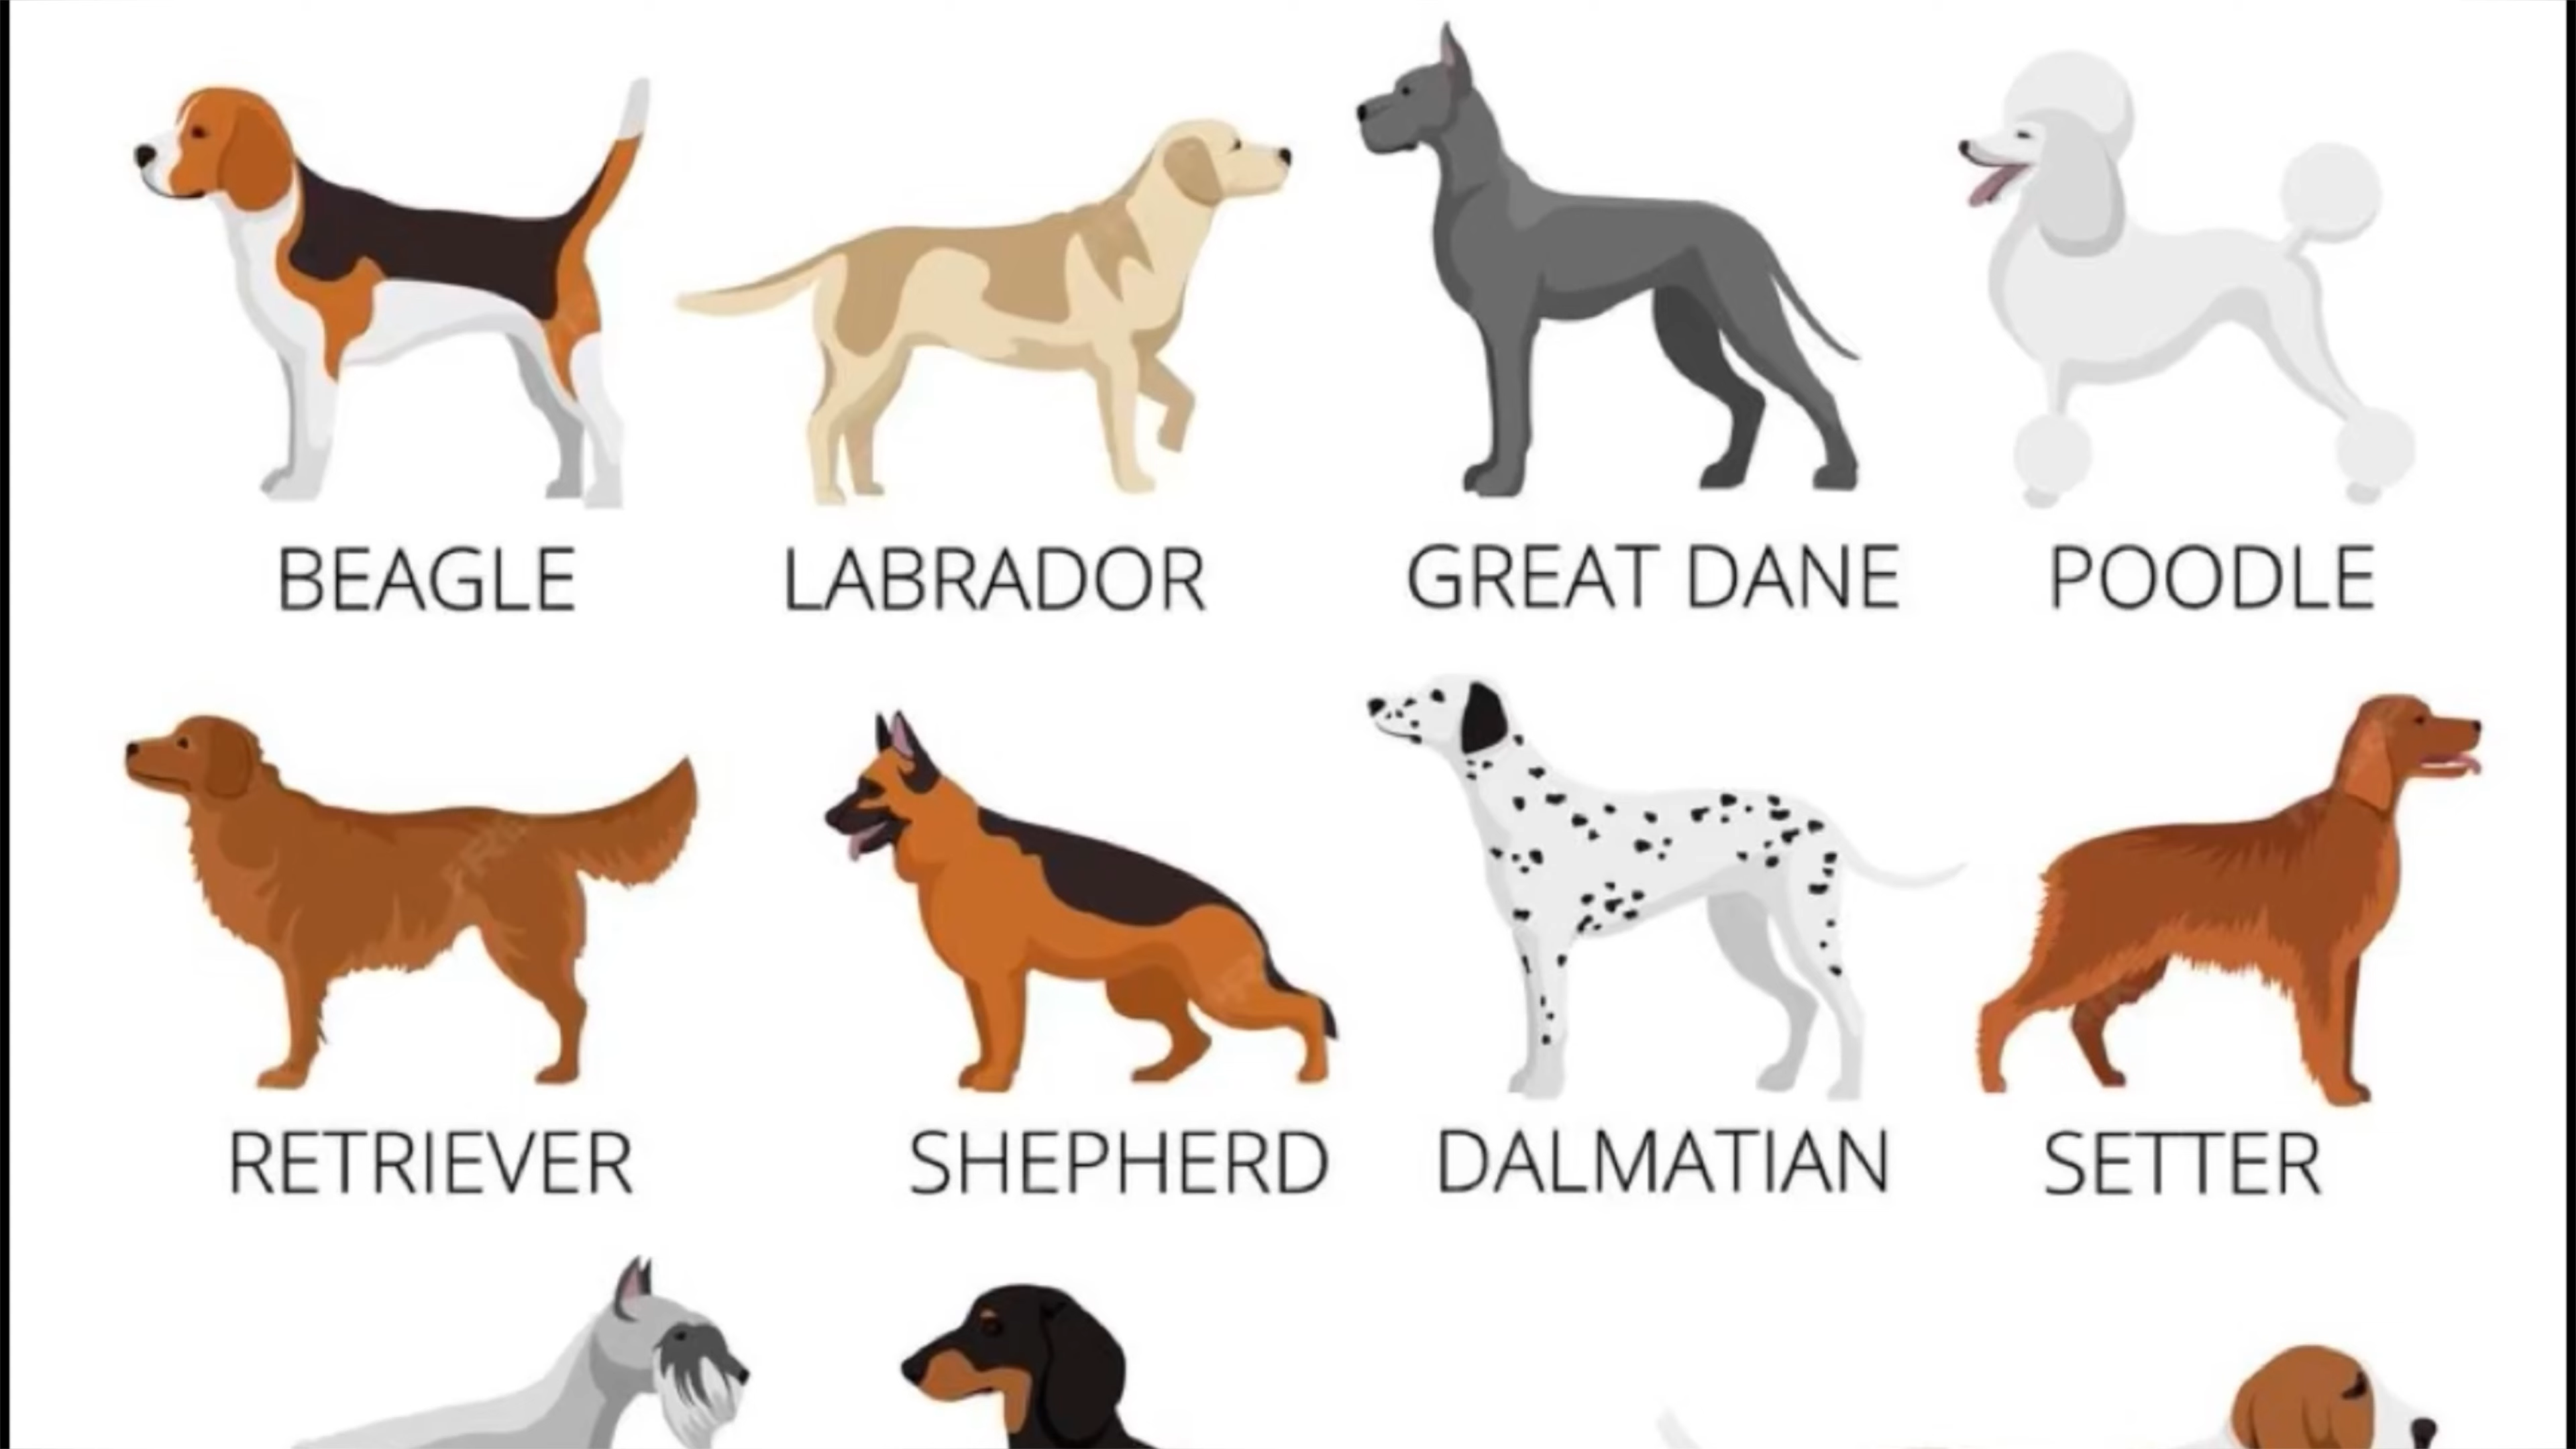 BEAGLE
LABRADOR
GREAT DANE
POODLE
RETRIEVER
SHEPHERD
DALMATIAN
SETTER